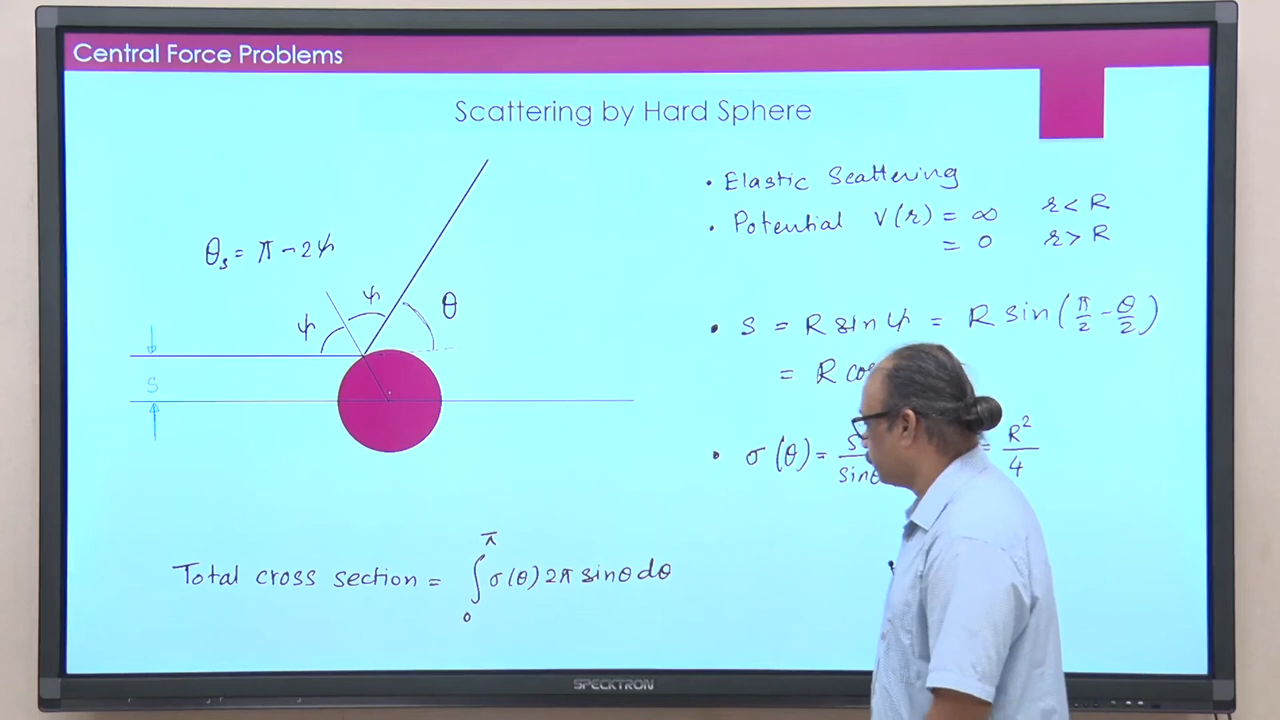 Central Force Problems
Scattering by Hard Sphere
• Elastic Scattering
• Potential V(r) = ∞ r < R
= 0 r > R
θₛ = π − 2ψ
ψ
ψ
θ
S
• s = R sin ψ = R sin (π/2 − θ/2)
= R cos
• σ(θ) = s/sinθ = R²/4
Total cross section = ∫₀^π σ(θ) 2π sinθ dθ
SPECKTRON